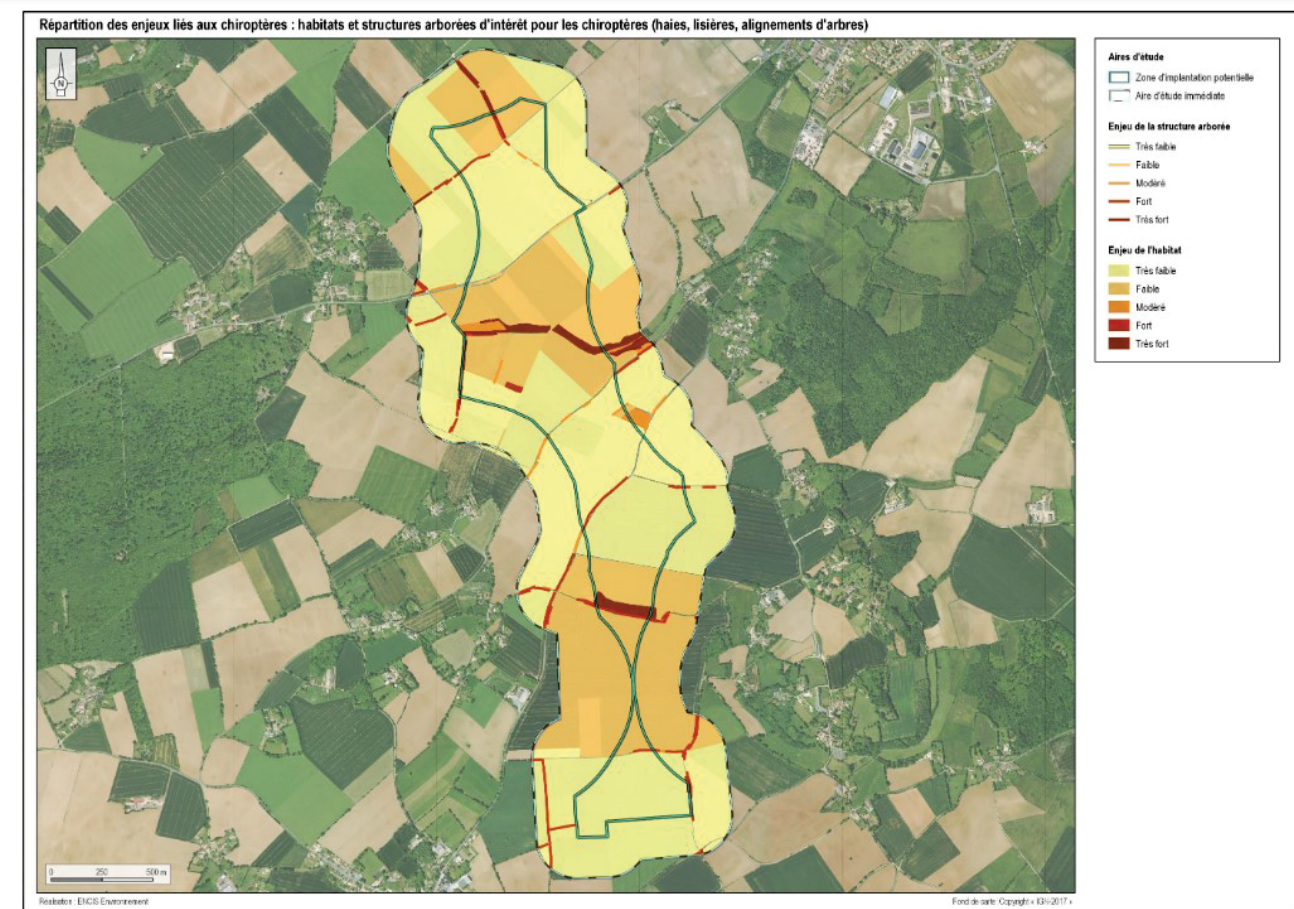 Répartition des enjeux liés aux chiroptères : habitats et structures arborées d'intérêt pour les chiroptères (haies, lisières, alignements d'arbres)
N
Aires d'étude
Zone d'implantation potentielle
Aire d'étude immédiate
Enjeu de la structure arborée
Très faible
Faible
Modéré
Fort
Très fort
Enjeu de l'habitat
Très faible
Faible
Modéré
Fort
Très fort
0 250 500 m
Réalisation : ENCIS Environnement
Fond de carte: Copyright « IGN-2017 »